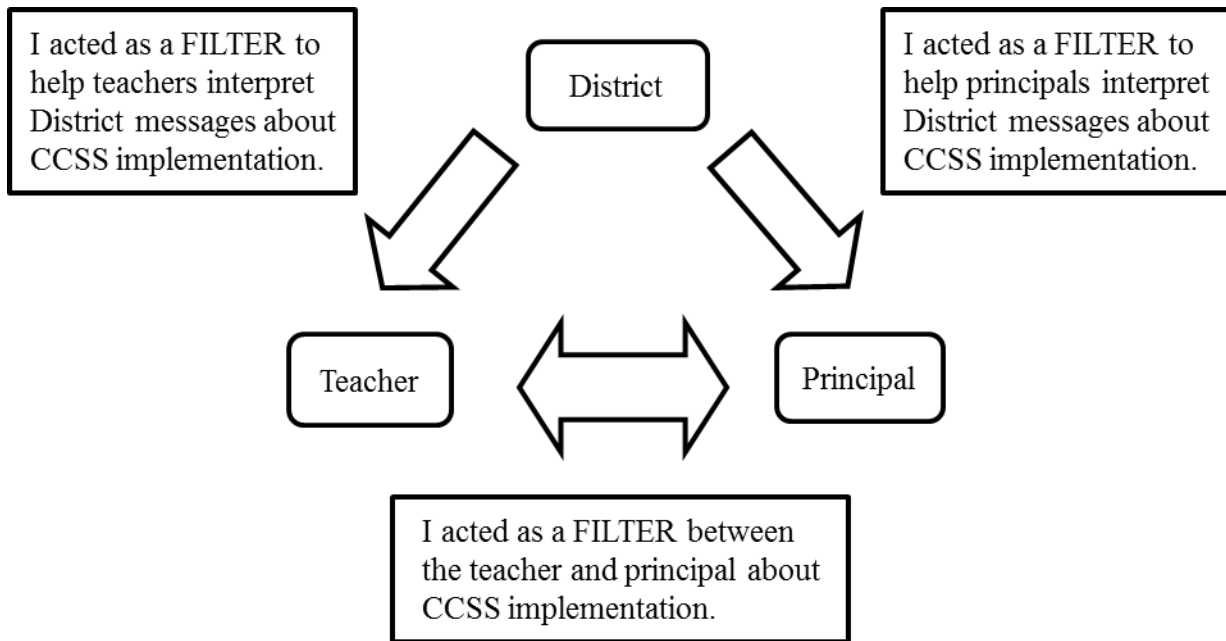 I acted as a FILTER to
help teachers interpret
District messages about
CCSS implementation.
District
I acted as a FILTER to
help principals interpret
District messages about
CCSS implementation.
Teacher
Principal
I acted as a FILTER between
the teacher and principal about
CCSS implementation.